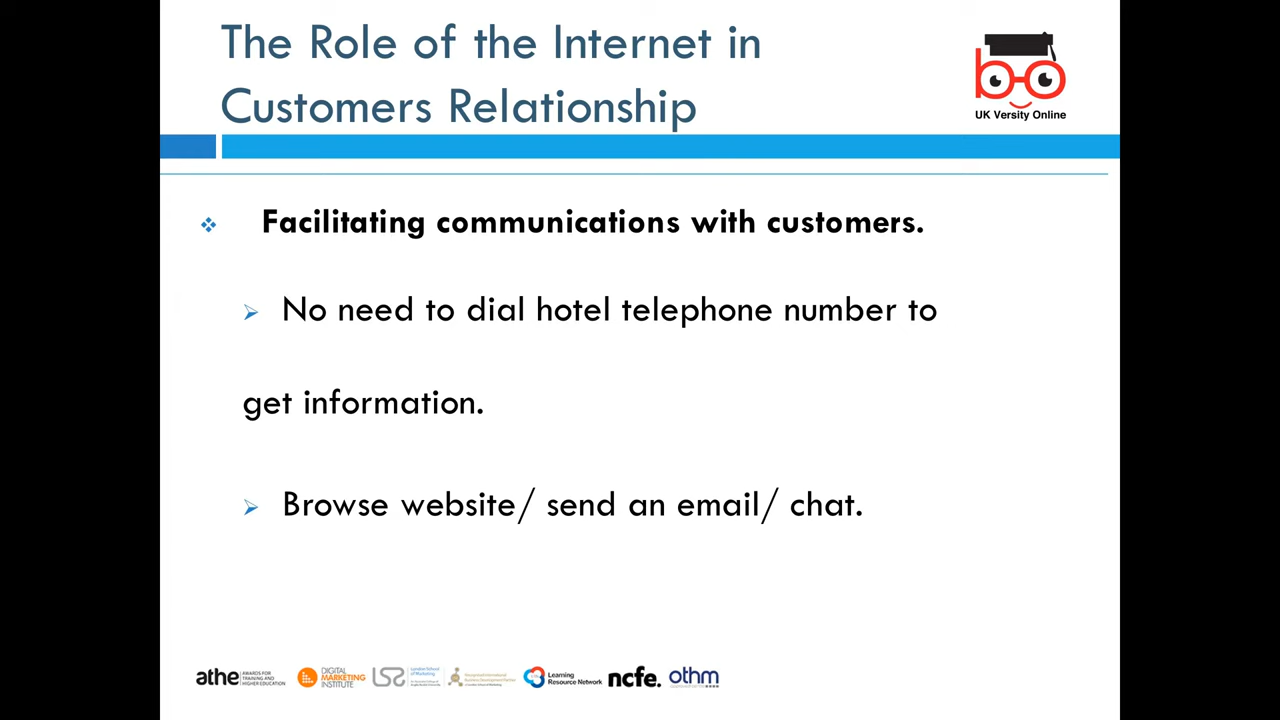 The Role of the Internet in
Customers Relationship
UK Versity Online
Facilitating communications with customers.
No need to dial hotel telephone number to
get information.
Browse website/ send an email/ chat.
athe AWARDS FOR TRAINING AND HIGHER EDUCATION
DIGITAL MARKETING INSTITUTE
London School of Marketing
Learning Resource Network
ncfe.
othm